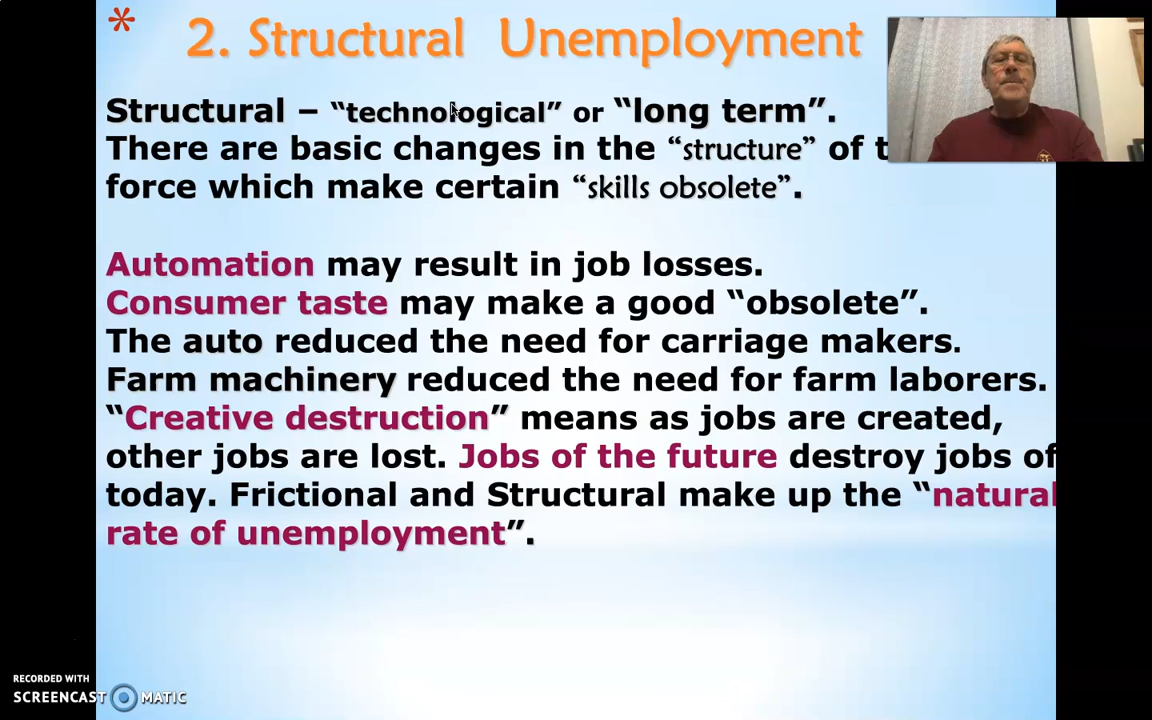 * 2. Structural Unemployment
Structural – “technological” or “long term”.
There are basic changes in the “structure” of
force which make certain “skills obsolete”.
Automation may result in job losses.
Consumer taste may make a good “obsolete”.
The auto reduced the need for carriage makers.
Farm machinery reduced the need for farm laborers.
“Creative destruction” means as jobs are created,
other jobs are lost. Jobs of the future destroy jobs of
today. Frictional and Structural make up the “natural
rate of unemployment”.
RECORDED WITH
SCREENCAST MATIC